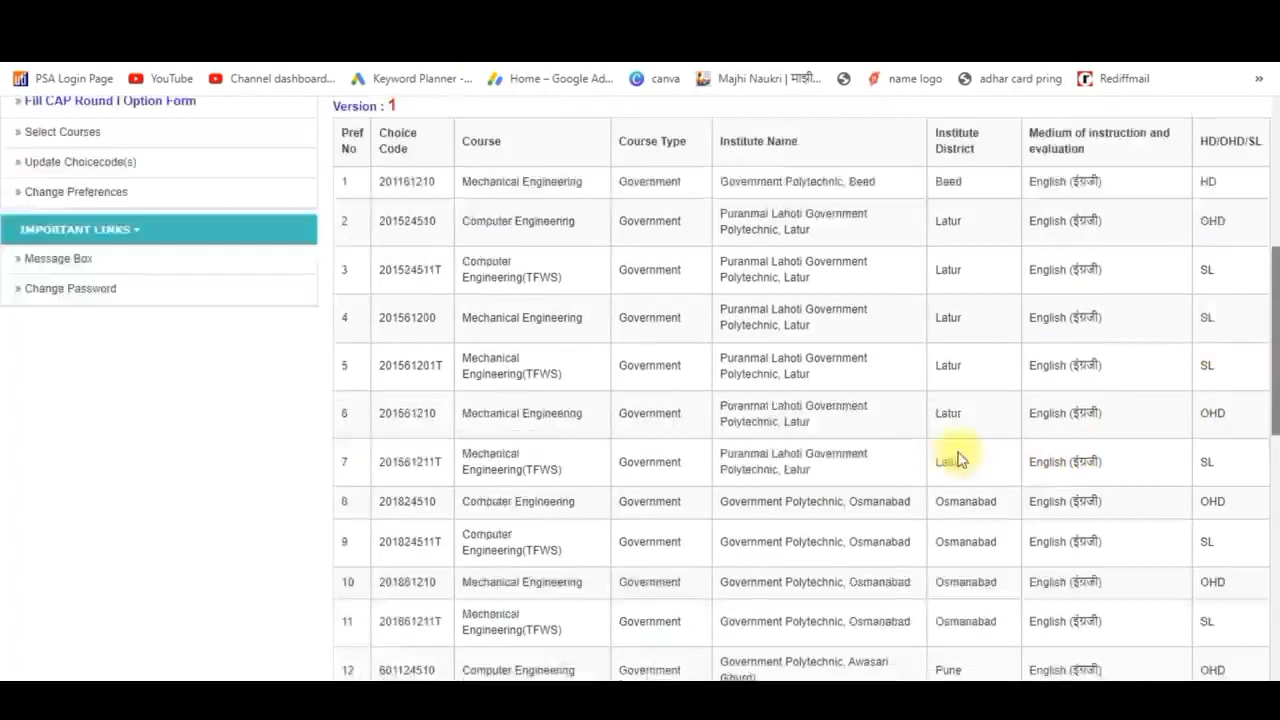 PSA Login Page YouTube Channel dashboard... Keyword Planner -... Home – Google Ad... canva Majhi Naukri | माझी... name logo adhar card pring Rediffmail »
» Fill CAP Round I Option Form
» Select Courses
» Update Choicecode(s)
» Change Preferences
IMPORTANT LINKS
» Message Box
» Change Password
Version : 1
Pref No Choice Code Course Course Type Institute Name Institute District Medium of instruction and evaluation HD/OHD/SL
1 201161210 Mechanical Engineering Government Government Polytechnic, Beed Beed English (इंग्रजी) HD
2 201524510 Computer Engineering Government Puranmal Lahoti Government Polytechnic, Latur Latur English (इंग्रजी) OHD
3 201524511T Computer Engineering(TFWS) Government Puranmal Lahoti Government Polytechnic, Latur Latur English (इंग्रजी) SL
4 201561200 Mechanical Engineering Government Puranmal Lahoti Government Polytechnic, Latur Latur English (इंग्रजी) SL
5 201561201T Mechanical Engineering(TFWS) Government Puranmal Lahoti Government Polytechnic, Latur Latur English (इंग्रजी) SL
6 201561210 Mechanical Engineering Government Puranmal Lahoti Government Polytechnic, Latur Latur English (इंग्रजी) OHD
7 201561211T Mechanical Engineering(TFWS) Government Puranmal Lahoti Government Polytechnic, Latur Latur English (इंग्रजी) SL
8 201824510 Computer Engineering Government Government Polytechnic, Osmanabad Osmanabad English (इंग्रजी) OHD
9 201824511T Computer Engineering(TFWS) Government Government Polytechnic, Osmanabad Osmanabad English (इंग्रजी) SL
10 201861210 Mechanical Engineering Government Government Polytechnic, Osmanabad Osmanabad English (इंग्रजी) OHD
11 201861211T Mechanical Engineering(TFWS) Government Government Polytechnic, Osmanabad Osmanabad English (इंग्रजी) SL
12 601124510 Computer Engineering Government Government Polytechnic, Awasari Pune English (इंग्रजी) OHD